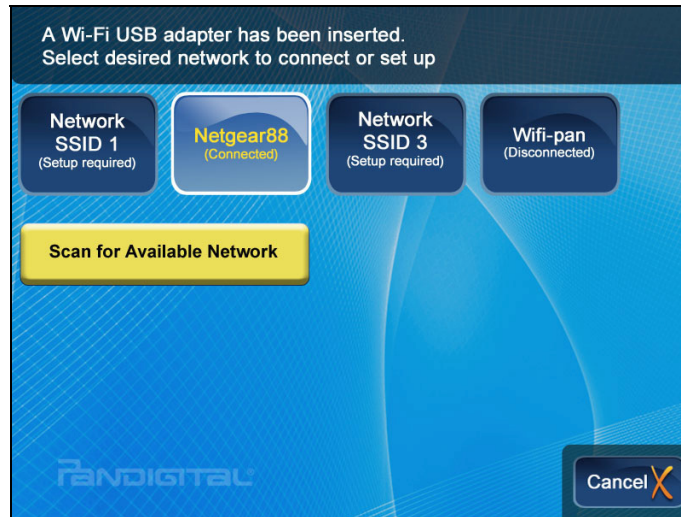 A Wi-Fi USB adapter has been inserted.
Select desired network to connect or set up
Network
SSID 1
(Setup required)
Netgear88
(Connected)
Network
SSID 3
(Setup required)
Wifi-pan
(Disconnected)
Scan for Available Network
PANDIGITAL
Cancel X